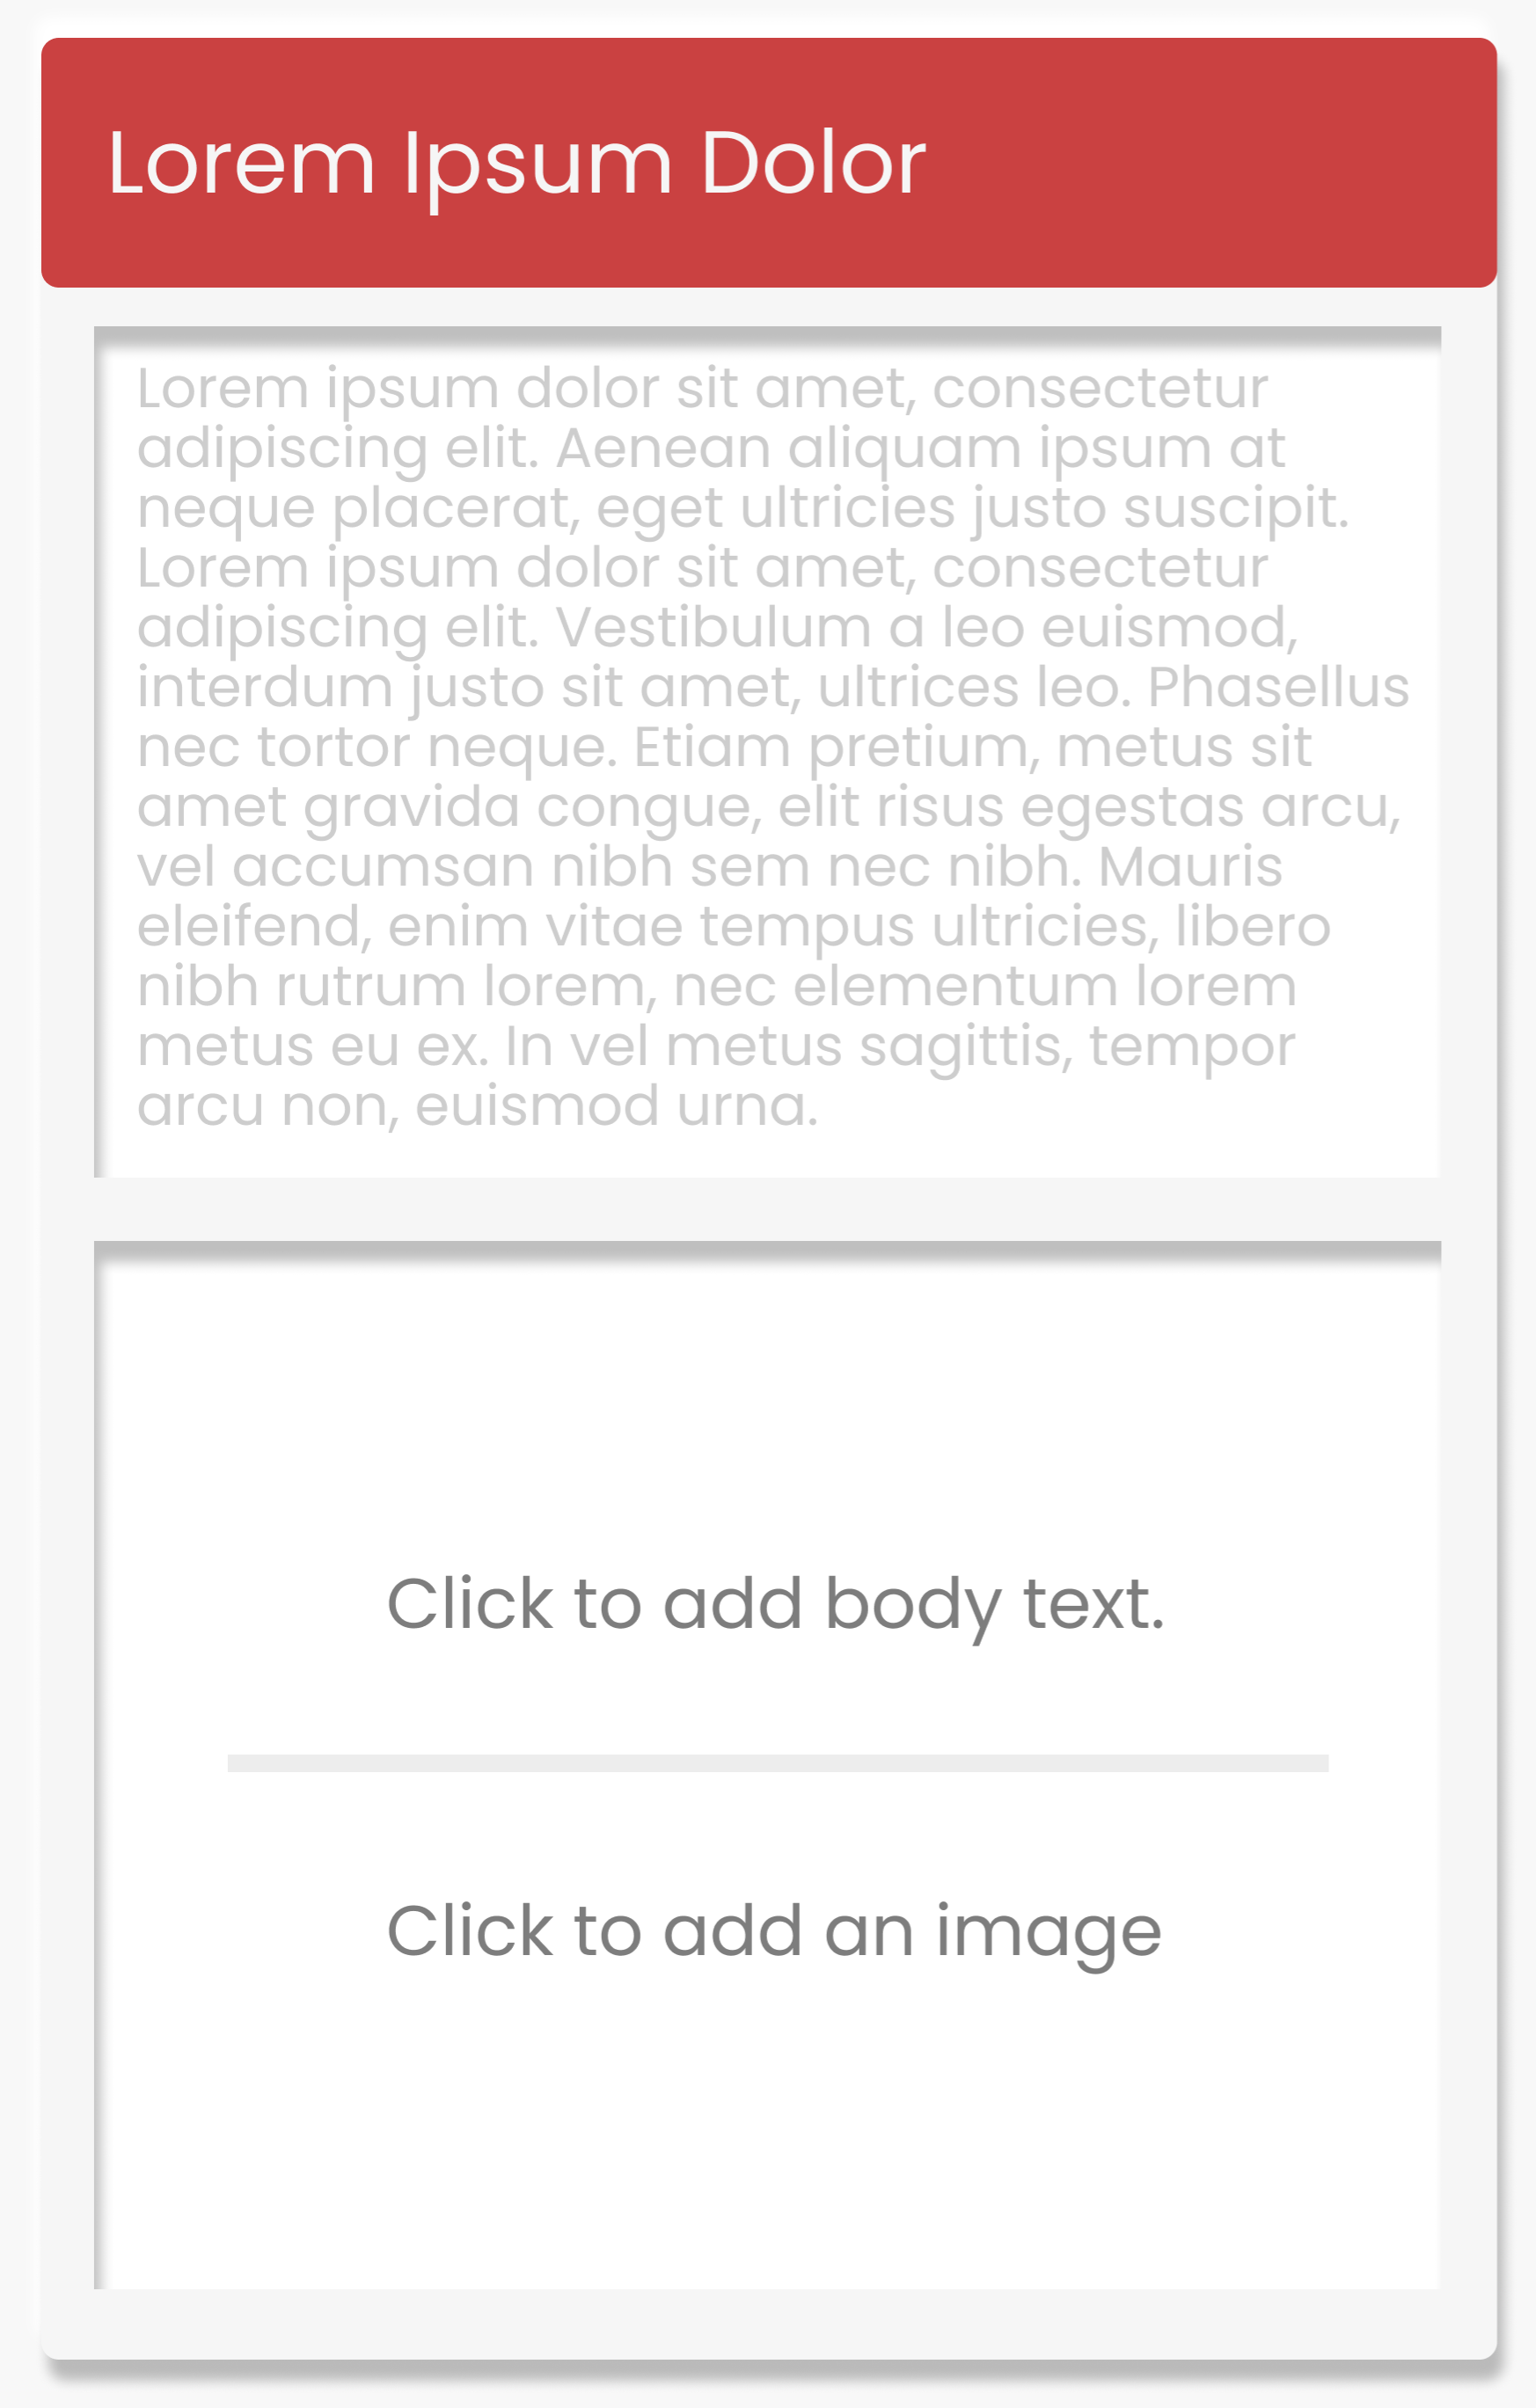 Lorem Ipsum Dolor
Lorem ipsum dolor sit amet, consectetur
adipiscing elit. Aenean aliquam ipsum at
neque placerat, eget ultricies justo suscipit.
Lorem ipsum dolor sit amet, consectetur
adipiscing elit. Vestibulum a leo euismod,
interdum justo sit amet, ultrices leo. Phasellus
nec tortor neque. Etiam pretium, metus sit
amet gravida congue, elit risus egestas arcu,
vel accumsan nibh sem nec nibh. Mauris
eleifend, enim vitae tempus ultricies, libero
nibh rutrum lorem, nec elementum lorem
metus eu ex. In vel metus sagittis, tempor
arcu non, euismod urna.
Click to add body text.
Click to add an image